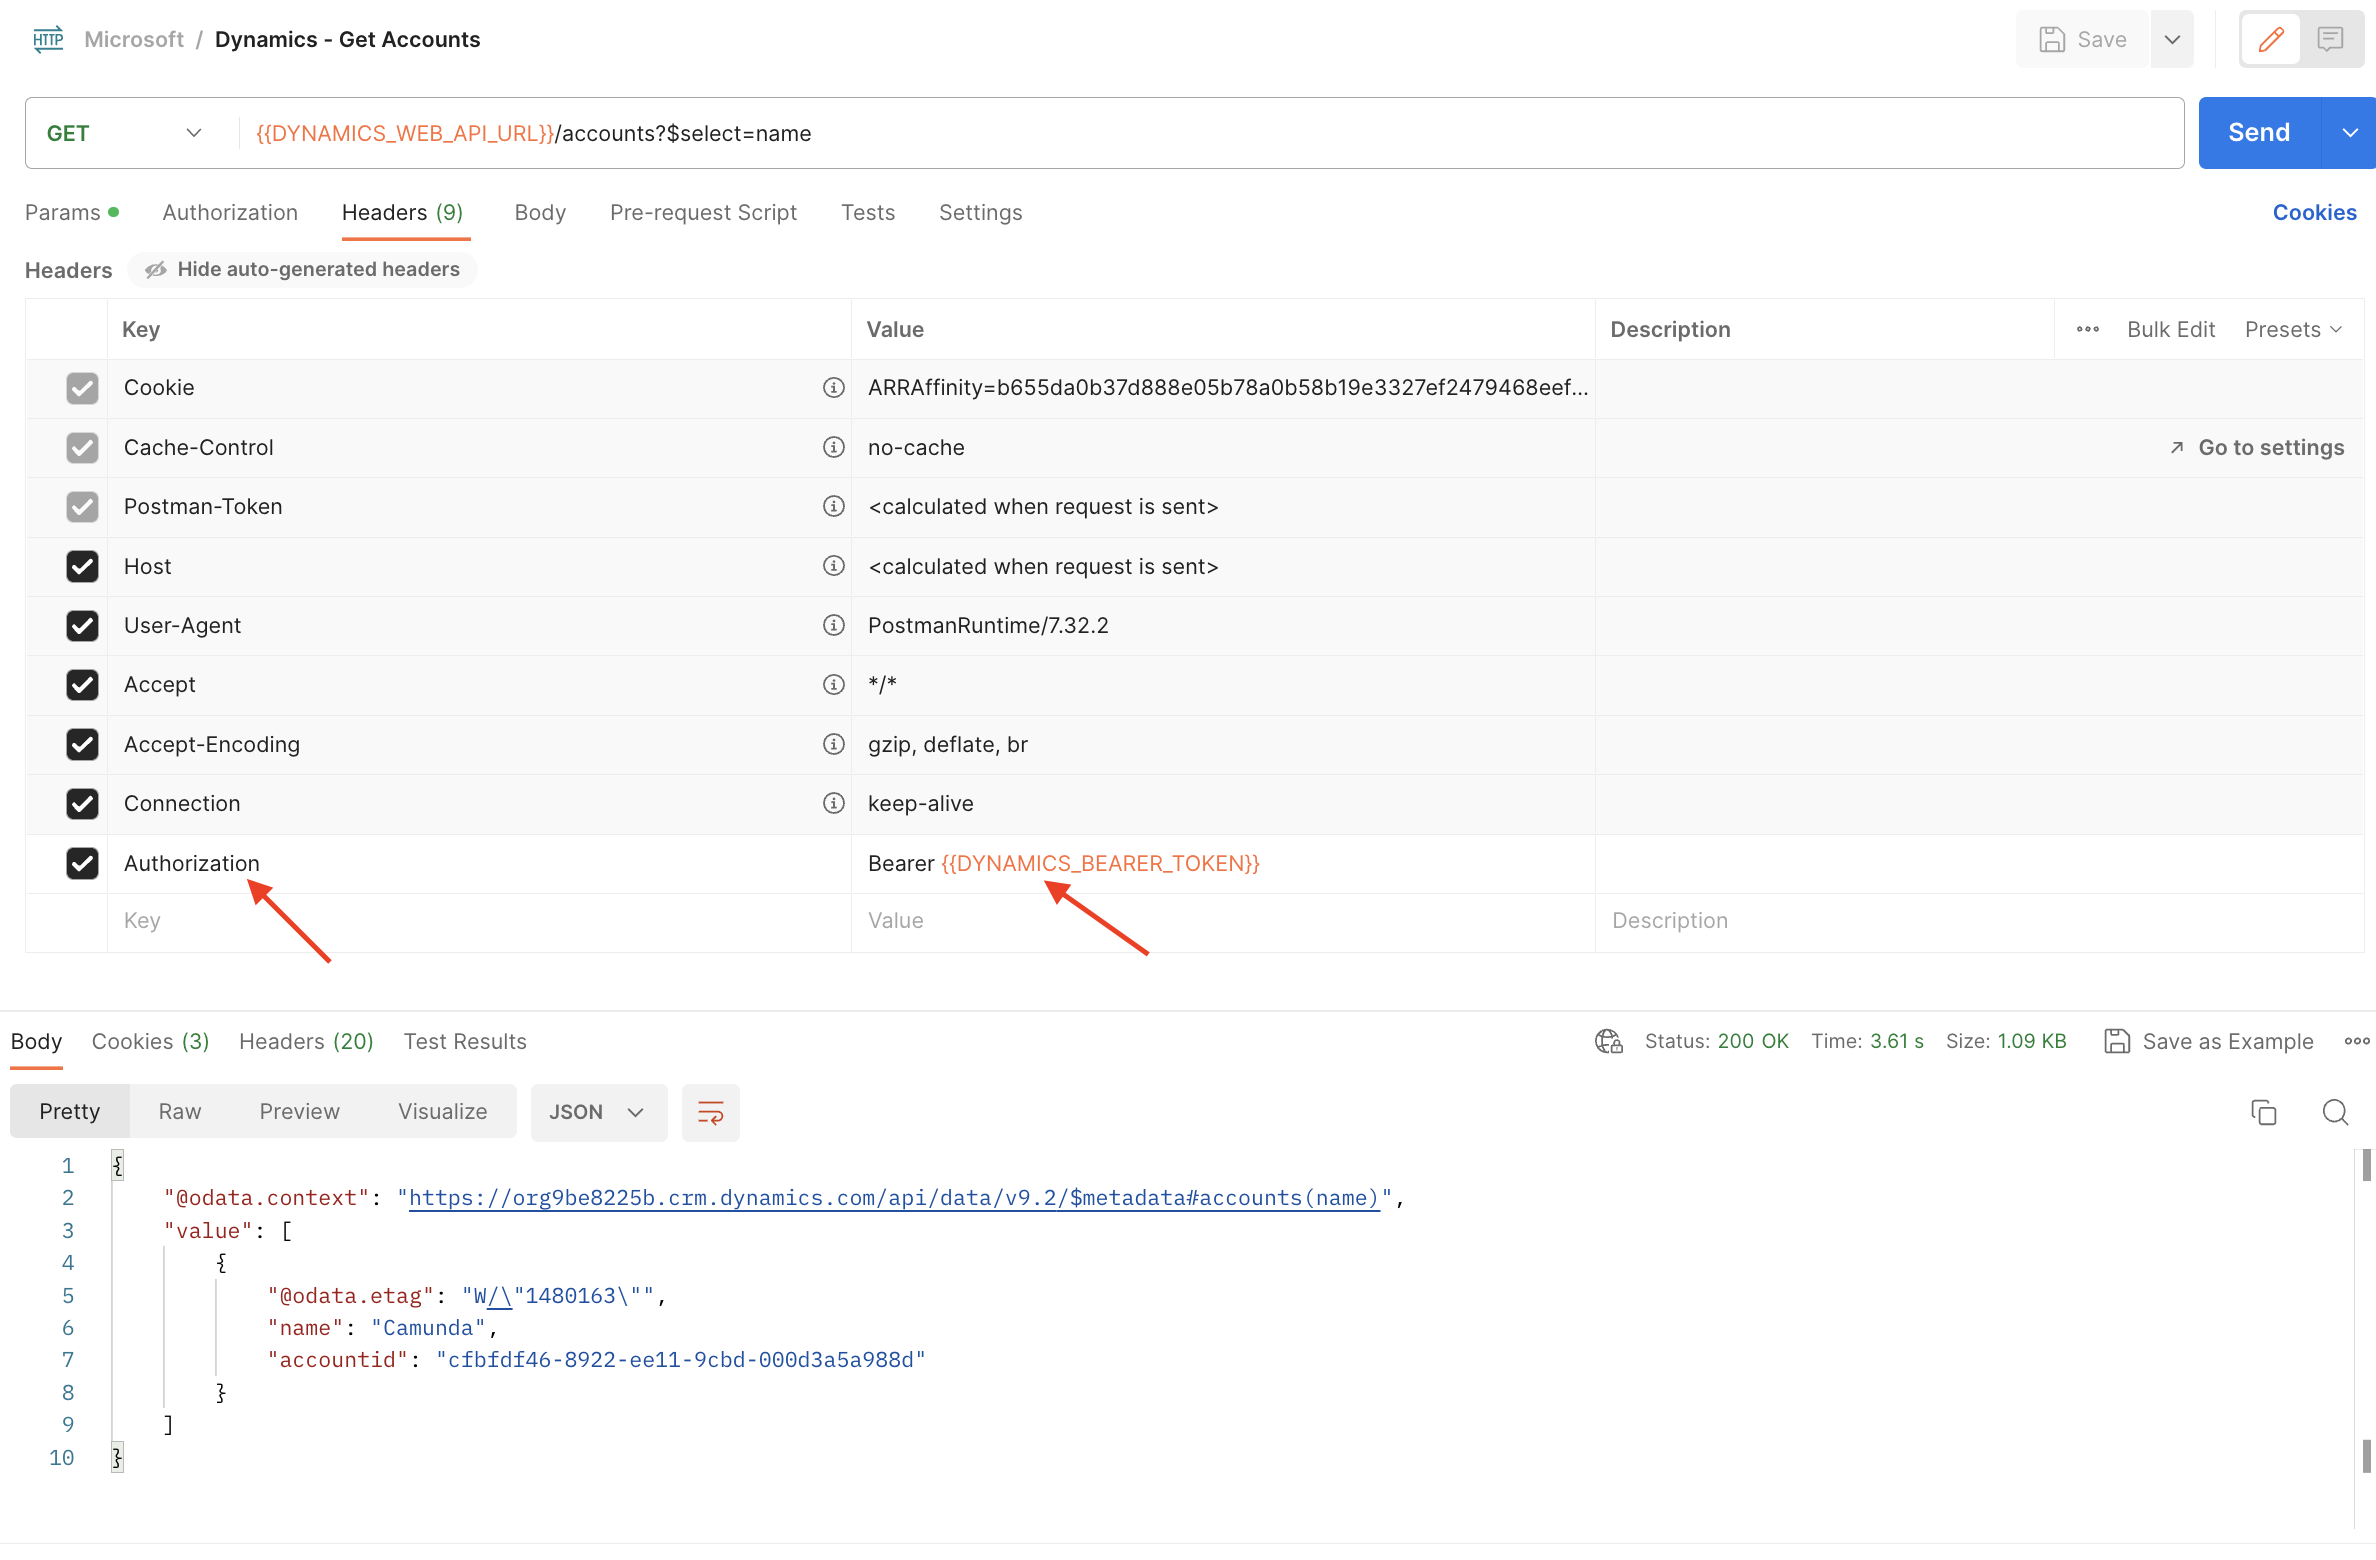 HTTP Microsoft / Dynamics - Get Accounts Save
GET {{DYNAMICS_WEB_API_URL}}/accounts?$select=name Send
Params Authorization Headers (9) Body Pre-request Script Tests Settings Cookies
Headers Hide auto-generated headers
Key Value Description Bulk Edit Presets
Cookie ARRAffinity=b655da0b37d888e05b78a0b58b19e3327ef2479468eef...
Cache-Control no-cache Go to settings
Postman-Token <calculated when request is sent>
Host <calculated when request is sent>
User-Agent PostmanRuntime/7.32.2
Accept */*
Accept-Encoding gzip, deflate, br
Connection keep-alive
Authorization Bearer {{DYNAMICS_BEARER_TOKEN}}
Key Value Description
Body Cookies (3) Headers (20) Test Results Status: 200 OK Time: 3.61 s Size: 1.09 KB Save as Example
Pretty Raw Preview Visualize JSON
1 {
2 "@odata.context": "https://org9be8225b.crm.dynamics.com/api/data/v9.2/$metadata#accounts(name)",
3 "value": [
4 {
5 "@odata.etag": "W/\"1480163\"",
6 "name": "Camunda",
7 "accountid": "cfbfdf46-8922-ee11-9cbd-000d3a5a988d"
8 }
9 ]
10 }